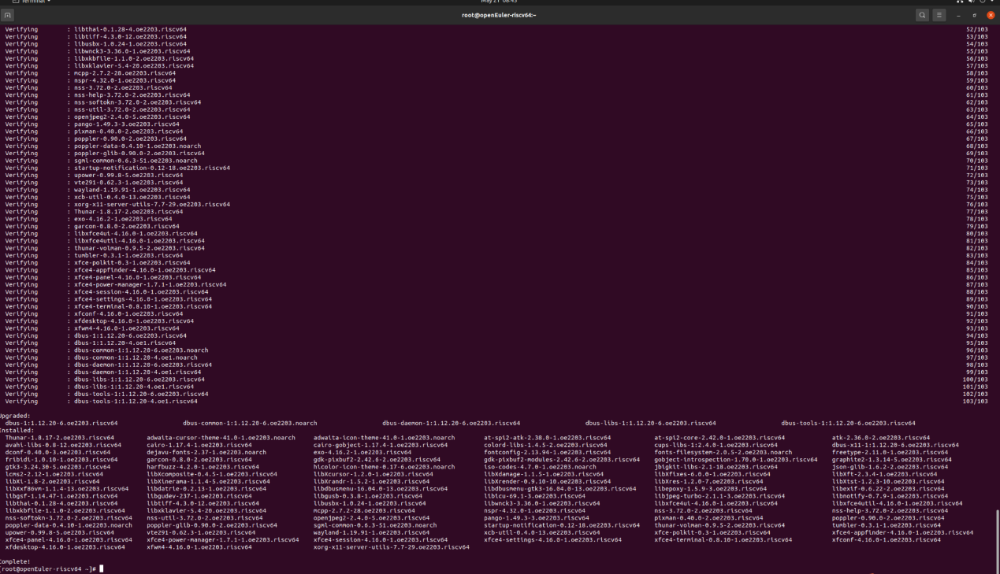 Terminal
May 21 08:43
root@openEuler-riscv64:~
Verifying : libthai-0.1.28-4.oe2203.riscv64 52/103
Verifying : libtiff-4.3.0-12.oe2203.riscv64 53/103
Verifying : libusbx-1.0.24-1.oe2203.riscv64 54/103
Verifying : libwnck3-3.36.0-1.oe2203.riscv64 55/103
Verifying : libxkbfile-1.1.0-2.oe2203.riscv64 56/103
Verifying : libxklavier-5.4-20.oe2203.riscv64 57/103
Verifying : mcpp-2.7.2-28.oe2203.riscv64 58/103
Verifying : nspr-4.32.0-1.oe2203.riscv64 59/103
Verifying : nss-3.72.0-2.oe2203.riscv64 60/103
Verifying : nss-help-3.72.0-2.oe2203.riscv64 61/103
Verifying : nss-softokn-3.72.0-2.oe2203.riscv64 62/103
Verifying : nss-util-3.72.0-2.oe2203.riscv64 63/103
Verifying : openjpeg2-2.4.0-5.oe2203.riscv64 64/103
Verifying : pango-1.49.3-3.oe2203.riscv64 65/103
Verifying : pixman-0.40.0-2.oe2203.riscv64 66/103
Verifying : poppler-0.90.0-2.oe2203.riscv64 67/103
Verifying : poppler-data-0.4.10-1.oe2203.noarch 68/103
Verifying : poppler-glib-0.90.0-2.oe2203.riscv64 69/103
Verifying : sgml-common-0.6.3-51.oe2203.noarch 70/103
Verifying : startup-notification-0.12-18.oe2203.riscv64 71/103
Verifying : upower-0.99.8-5.oe2203.riscv64 72/103
Verifying : vte291-0.62.3-1.oe2203.riscv64 73/103
Verifying : wayland-1.19.91-1.oe2203.riscv64 74/103
Verifying : xcb-util-0.4.0-13.oe2203.riscv64 75/103
Verifying : xorg-x11-server-utils-7.7-29.oe2203.riscv64 76/103
Verifying : Thunar-1.8.17-2.oe2203.riscv64 77/103
Verifying : exo-4.16.2-1.oe2203.riscv64 78/103
Verifying : garcon-0.8.0-2.oe2203.riscv64 79/103
Verifying : libxfce4ui-4.16.0-1.oe2203.riscv64 80/103
Verifying : libxfce4util-4.16.0-1.oe2203.riscv64 81/103
Verifying : thunar-volman-0.9.5-2.oe2203.riscv64 82/103
Verifying : tumbler-0.3.1-1.oe2203.riscv64 83/103
Verifying : xfce-polkit-0.3-1.oe2203.riscv64 84/103
Verifying : xfce4-appfinder-4.16.0-1.oe2203.riscv64 85/103
Verifying : xfce4-panel-4.16.0-1.oe2203.riscv64 86/103
Verifying : xfce4-power-manager-1.7.1-1.oe2203.riscv64 87/103
Verifying : xfce4-session-4.16.0-1.oe2203.riscv64 88/103
Verifying : xfce4-settings-4.16.0-1.oe2203.riscv64 89/103
Verifying : xfce4-terminal-0.8.10-1.oe2203.riscv64 90/103
Verifying : xfconf-4.16.0-1.oe2203.riscv64 91/103
Verifying : xfdesktop-4.16.0-1.oe2203.riscv64 92/103
Verifying : xfwm4-4.16.0-1.oe2203.riscv64 93/103
Verifying : dbus-1:1.12.20-6.oe2203.riscv64 94/103
Verifying : dbus-1:1.12.20-4.oe1.riscv64 95/103
Verifying : dbus-common-1:1.12.20-6.oe2203.noarch 96/103
Verifying : dbus-common-1:1.12.20-4.oe1.noarch 97/103
Verifying : dbus-daemon-1:1.12.20-6.oe2203.riscv64 98/103
Verifying : dbus-daemon-1:1.12.20-4.oe1.riscv64 99/103
Verifying : dbus-libs-1:1.12.20-6.oe2203.riscv64 100/103
Verifying : dbus-libs-1:1.12.20-4.oe1.riscv64 101/103
Verifying : dbus-tools-1:1.12.20-6.oe2203.riscv64 102/103
Verifying : dbus-tools-1:1.12.20-4.oe1.riscv64 103/103
Upgraded:
dbus-1:1.12.20-6.oe2203.riscv64 dbus-common-1:1.12.20-6.oe2203.noarch dbus-daemon-1:1.12.20-6.oe2203.riscv64 dbus-libs-1:1.12.20-6.oe2203.riscv64 dbus-tools-1:1.12.20-6.oe2203.riscv64
Installed:
Thunar-1.8.17-2.oe2203.riscv64 adwaita-cursor-theme-41.0-1.oe2203.noarch adwaita-icon-theme-41.0-1.oe2203.noarch at-spi2-atk-2.38.0-1.oe2203.riscv64 at-spi2-core-2.42.0-1.oe2203.riscv64 atk-2.36.0-2.oe2203.riscv64
avahi-libs-0.8-12.oe2203.riscv64 cairo-1.17.4-1.oe2203.riscv64 cairo-gobject-1.17.4-1.oe2203.riscv64 colord-libs-1.4.5-2.oe2203.riscv64 cups-libs-1:2.4.0-1.oe2203.riscv64 dbus-x11-1:1.12.20-6.oe2203.riscv64
dconf-0.40.0-3.oe2203.riscv64 dejavu-fonts-2.37-1.oe2203.noarch exo-4.16.2-1.oe2203.riscv64 fontconfig-2.13.94-1.oe2203.riscv64 fonts-filesystem-2.0.5-2.oe2203.noarch freetype-2.11.0-1.oe2203.riscv64
fribidi-1.0.10-1.oe2203.riscv64 garcon-0.8.0-2.oe2203.riscv64 gdk-pixbuf2-2.42.6-2.oe2203.riscv64 gdk-pixbuf2-modules-2.42.6-2.oe2203.riscv64 gobject-introspection-1.70.0-1.oe2203.riscv64 graphite2-1.3.14-5.oe2203.riscv64
gtk3-3.24.30-5.oe2203.riscv64 harfbuzz-4.2.0-1.oe2203.riscv64 hicolor-icon-theme-0.17-6.oe2203.noarch iso-codes-4.7.0-1.oe2203.noarch jbigkit-libs-2.1-18.oe2203.riscv64 json-glib-1.6.2-2.oe2203.riscv64
lcms2-2.12-1.oe2203.riscv64 libXcomposite-0.4.5-1.oe2203.riscv64 libXcursor-1.2.0-1.oe2203.riscv64 libXdamage-1.1.5-1.oe2203.riscv64 libXfixes-6.0.0-1.oe2203.riscv64 libXft-2.3.4-1.oe2203.riscv64
libXi-1.8-2.oe2203.riscv64 libXinerama-1.1.4-5.oe2203.riscv64 libXrandr-1.5.2-1.oe2203.riscv64 libXrender-0.9.10-10.oe2203.riscv64 libXres-1.2.0-7.oe2203.riscv64 libXtst-1.2.3-10.oe2203.riscv64
libXxf86vm-1.1.4-13.oe2203.riscv64 libdatrie-0.2.13-1.oe2203.riscv64 libdbusmenu-16.04.0-13.oe2203.riscv64 libdbusmenu-gtk3-16.04.0-13.oe2203.riscv64 libepoxy-1.5.9-3.oe2203.riscv64 libexif-0.6.22-2.oe2203.riscv64
libgsf-1.14.47-1.oe2203.riscv64 libgudev-237-1.oe2203.riscv64 libgusb-0.3.8-1.oe2203.riscv64 libicu-69.1-3.oe2203.riscv64 libjpeg-turbo-2.1.1-3.oe2203.riscv64 libnotify-0.7.9-1.oe2203.riscv64
libthai-0.1.28-4.oe2203.riscv64 libtiff-4.3.0-12.oe2203.riscv64 libusbx-1.0.24-1.oe2203.riscv64 libwnck3-3.36.0-1.oe2203.riscv64 libxfce4ui-4.16.0-1.oe2203.riscv64 libxfce4util-4.16.0-1.oe2203.riscv64
libxkbfile-1.1.0-2.oe2203.riscv64 libxklavier-5.4-20.oe2203.riscv64 mcpp-2.7.2-28.oe2203.riscv64 nspr-4.32.0-1.oe2203.riscv64 nss-3.72.0-2.oe2203.riscv64 nss-help-3.72.0-2.oe2203.riscv64
nss-softokn-3.72.0-2.oe2203.riscv64 nss-util-3.72.0-2.oe2203.riscv64 openjpeg2-2.4.0-5.oe2203.riscv64 pango-1.49.3-3.oe2203.riscv64 pixman-0.40.0-2.oe2203.riscv64 poppler-0.90.0-2.oe2203.riscv64
poppler-data-0.4.10-1.oe2203.noarch poppler-glib-0.90.0-2.oe2203.riscv64 sgml-common-0.6.3-51.oe2203.noarch startup-notification-0.12-18.oe2203.riscv64 thunar-volman-0.9.5-2.oe2203.riscv64 tumbler-0.3.1-1.oe2203.riscv64
upower-0.99.8-5.oe2203.riscv64 vte291-0.62.3-1.oe2203.riscv64 wayland-1.19.91-1.oe2203.riscv64 xcb-util-0.4.0-13.oe2203.riscv64 xfce-polkit-0.3-1.oe2203.riscv64 xfce4-appfinder-4.16.0-1.oe2203.riscv64
xfce4-panel-4.16.0-1.oe2203.riscv64 xfce4-power-manager-1.7.1-1.oe2203.riscv64 xfce4-session-4.16.0-1.oe2203.riscv64 xfce4-settings-4.16.0-1.oe2203.riscv64 xfce4-terminal-0.8.10-1.oe2203.riscv64 xfconf-4.16.0-1.oe2203.riscv64
xfdesktop-4.16.0-1.oe2203.riscv64 xfwm4-4.16.0-1.oe2203.riscv64 xorg-x11-server-utils-7.7-29.oe2203.riscv64
Complete!
[root@openEuler-riscv64 ~]#